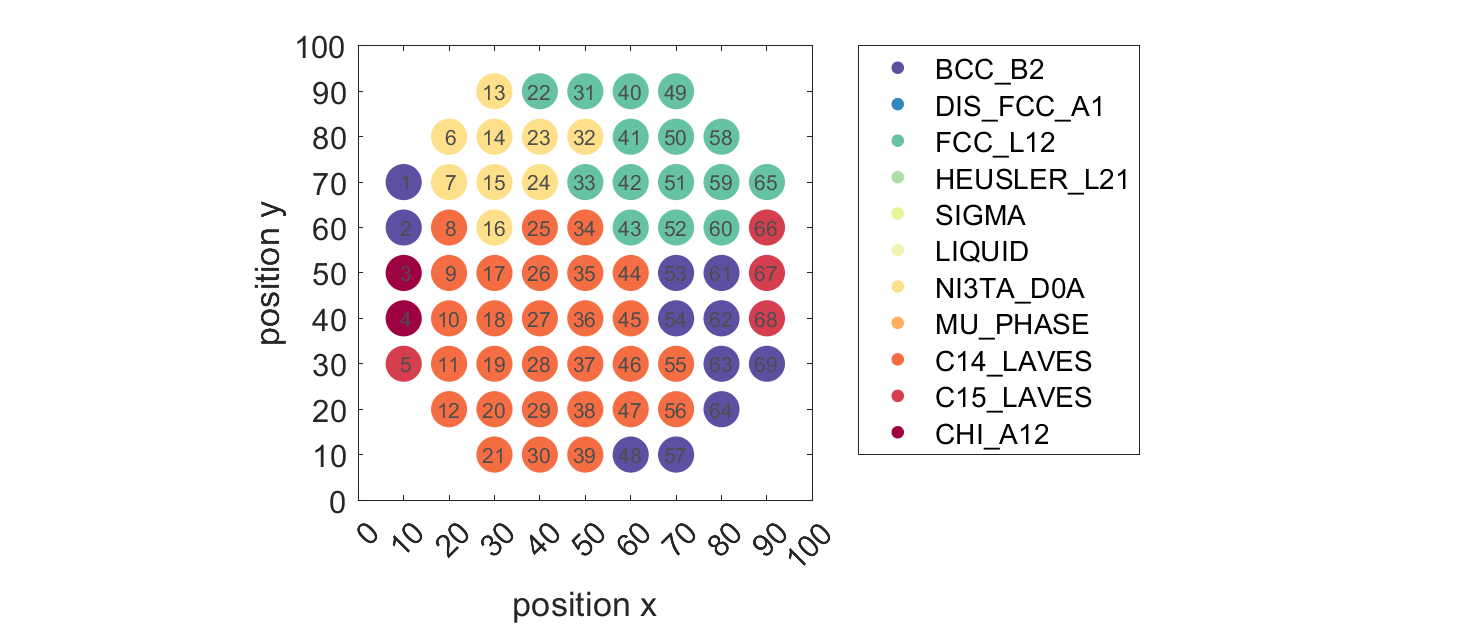 100
90
80
70
60
50
40
30
20
10
0
13 22 31 40 49
6 14 23 32 41 50 58
1 7 15 24 33 42 51 59 65
2 8 16 25 34 43 52 60 66
3 9 17 26 35 44 53 61 67
4 10 18 27 36 45 54 62 68
5 11 19 28 37 46 55 63 69
12 20 29 38 47 56 64
21 30 39 48 57
0 10 20 30 40 50 60 70 80 90 100
position x
position y
BCC_B2
DIS_FCC_A1
FCC_L12
HEUSLER_L21
SIGMA
LIQUID
NI3TA_D0A
MU_PHASE
C14_LAVES
C15_LAVES
CHI_A12